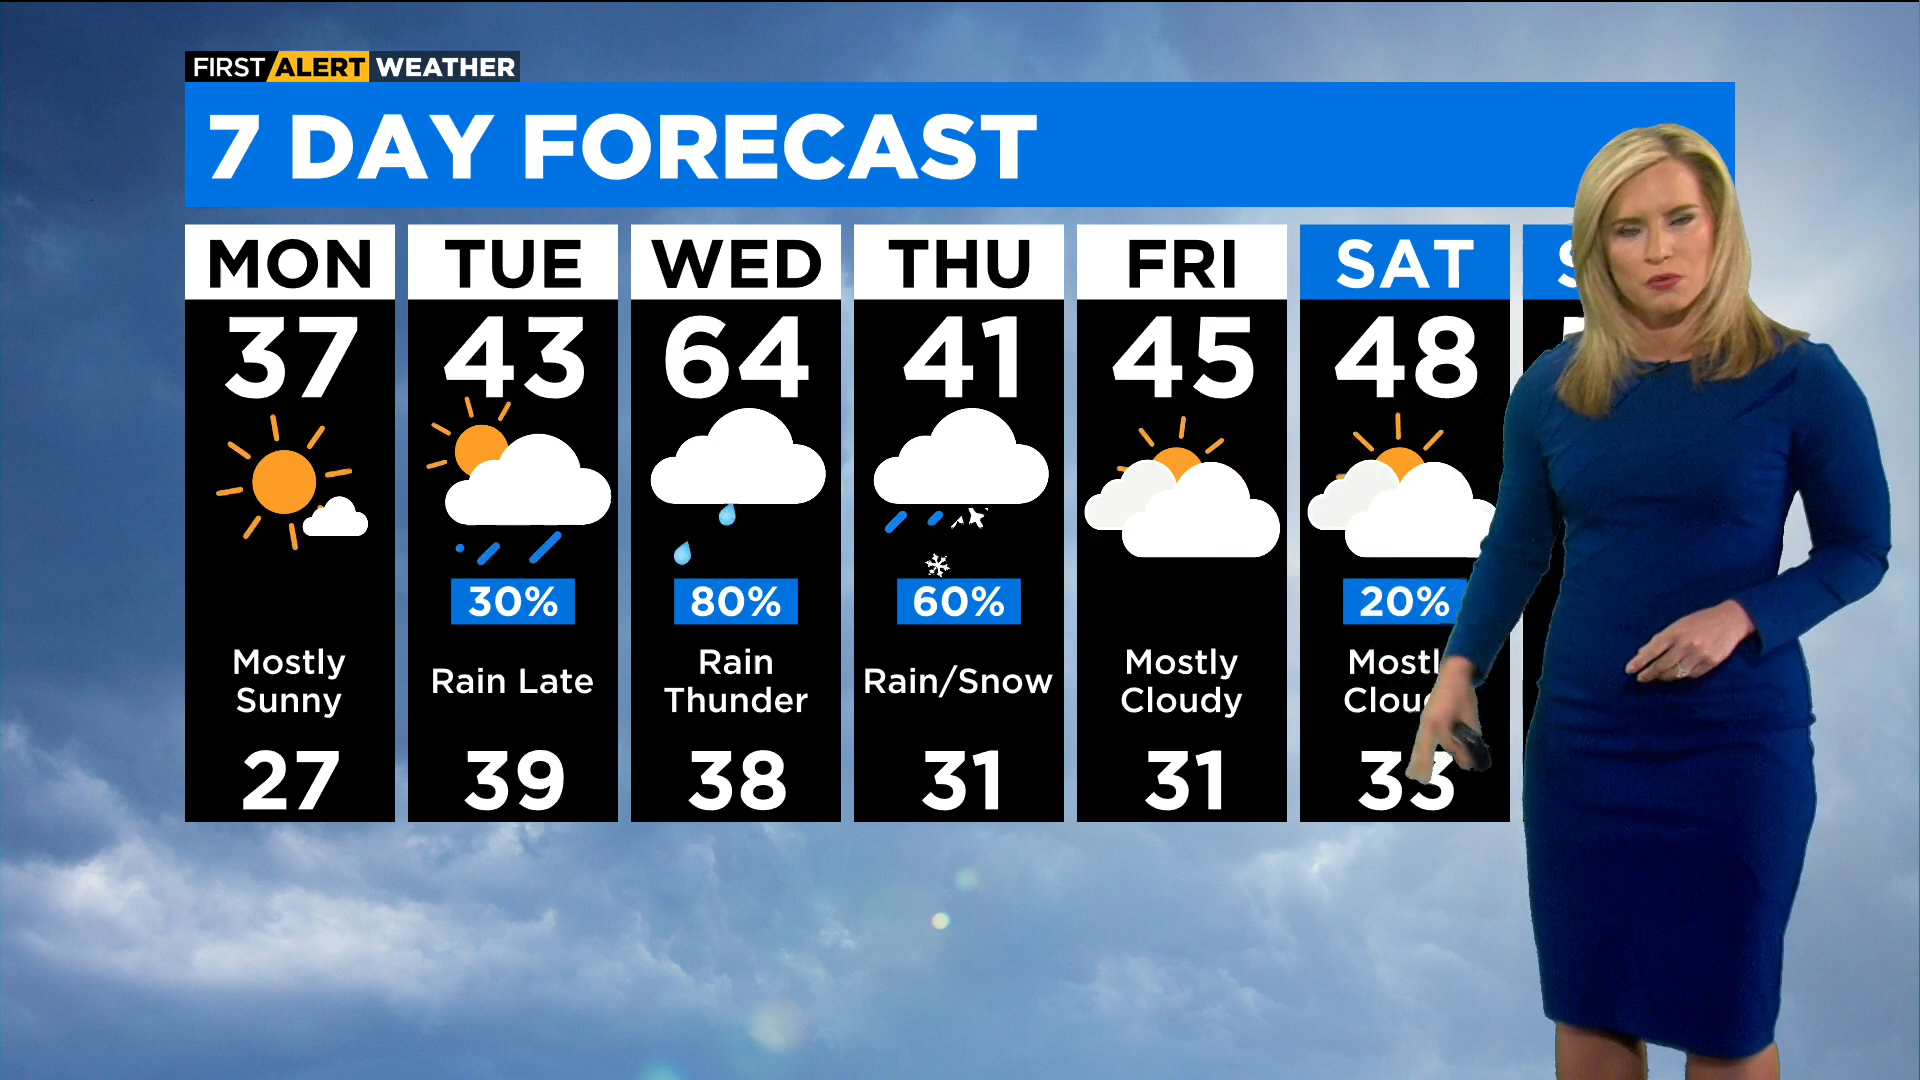 FIRST ALERT WEATHER
7 DAY FORECAST
MON
37
Mostly
Sunny
27
TUE
43
30%
Rain Late
39
WED
64
80%
Rain
Thunder
38
THU
41
60%
Rain/Snow
31
FRI
45
Mostly
Cloudy
31
SAT
48
20%
33